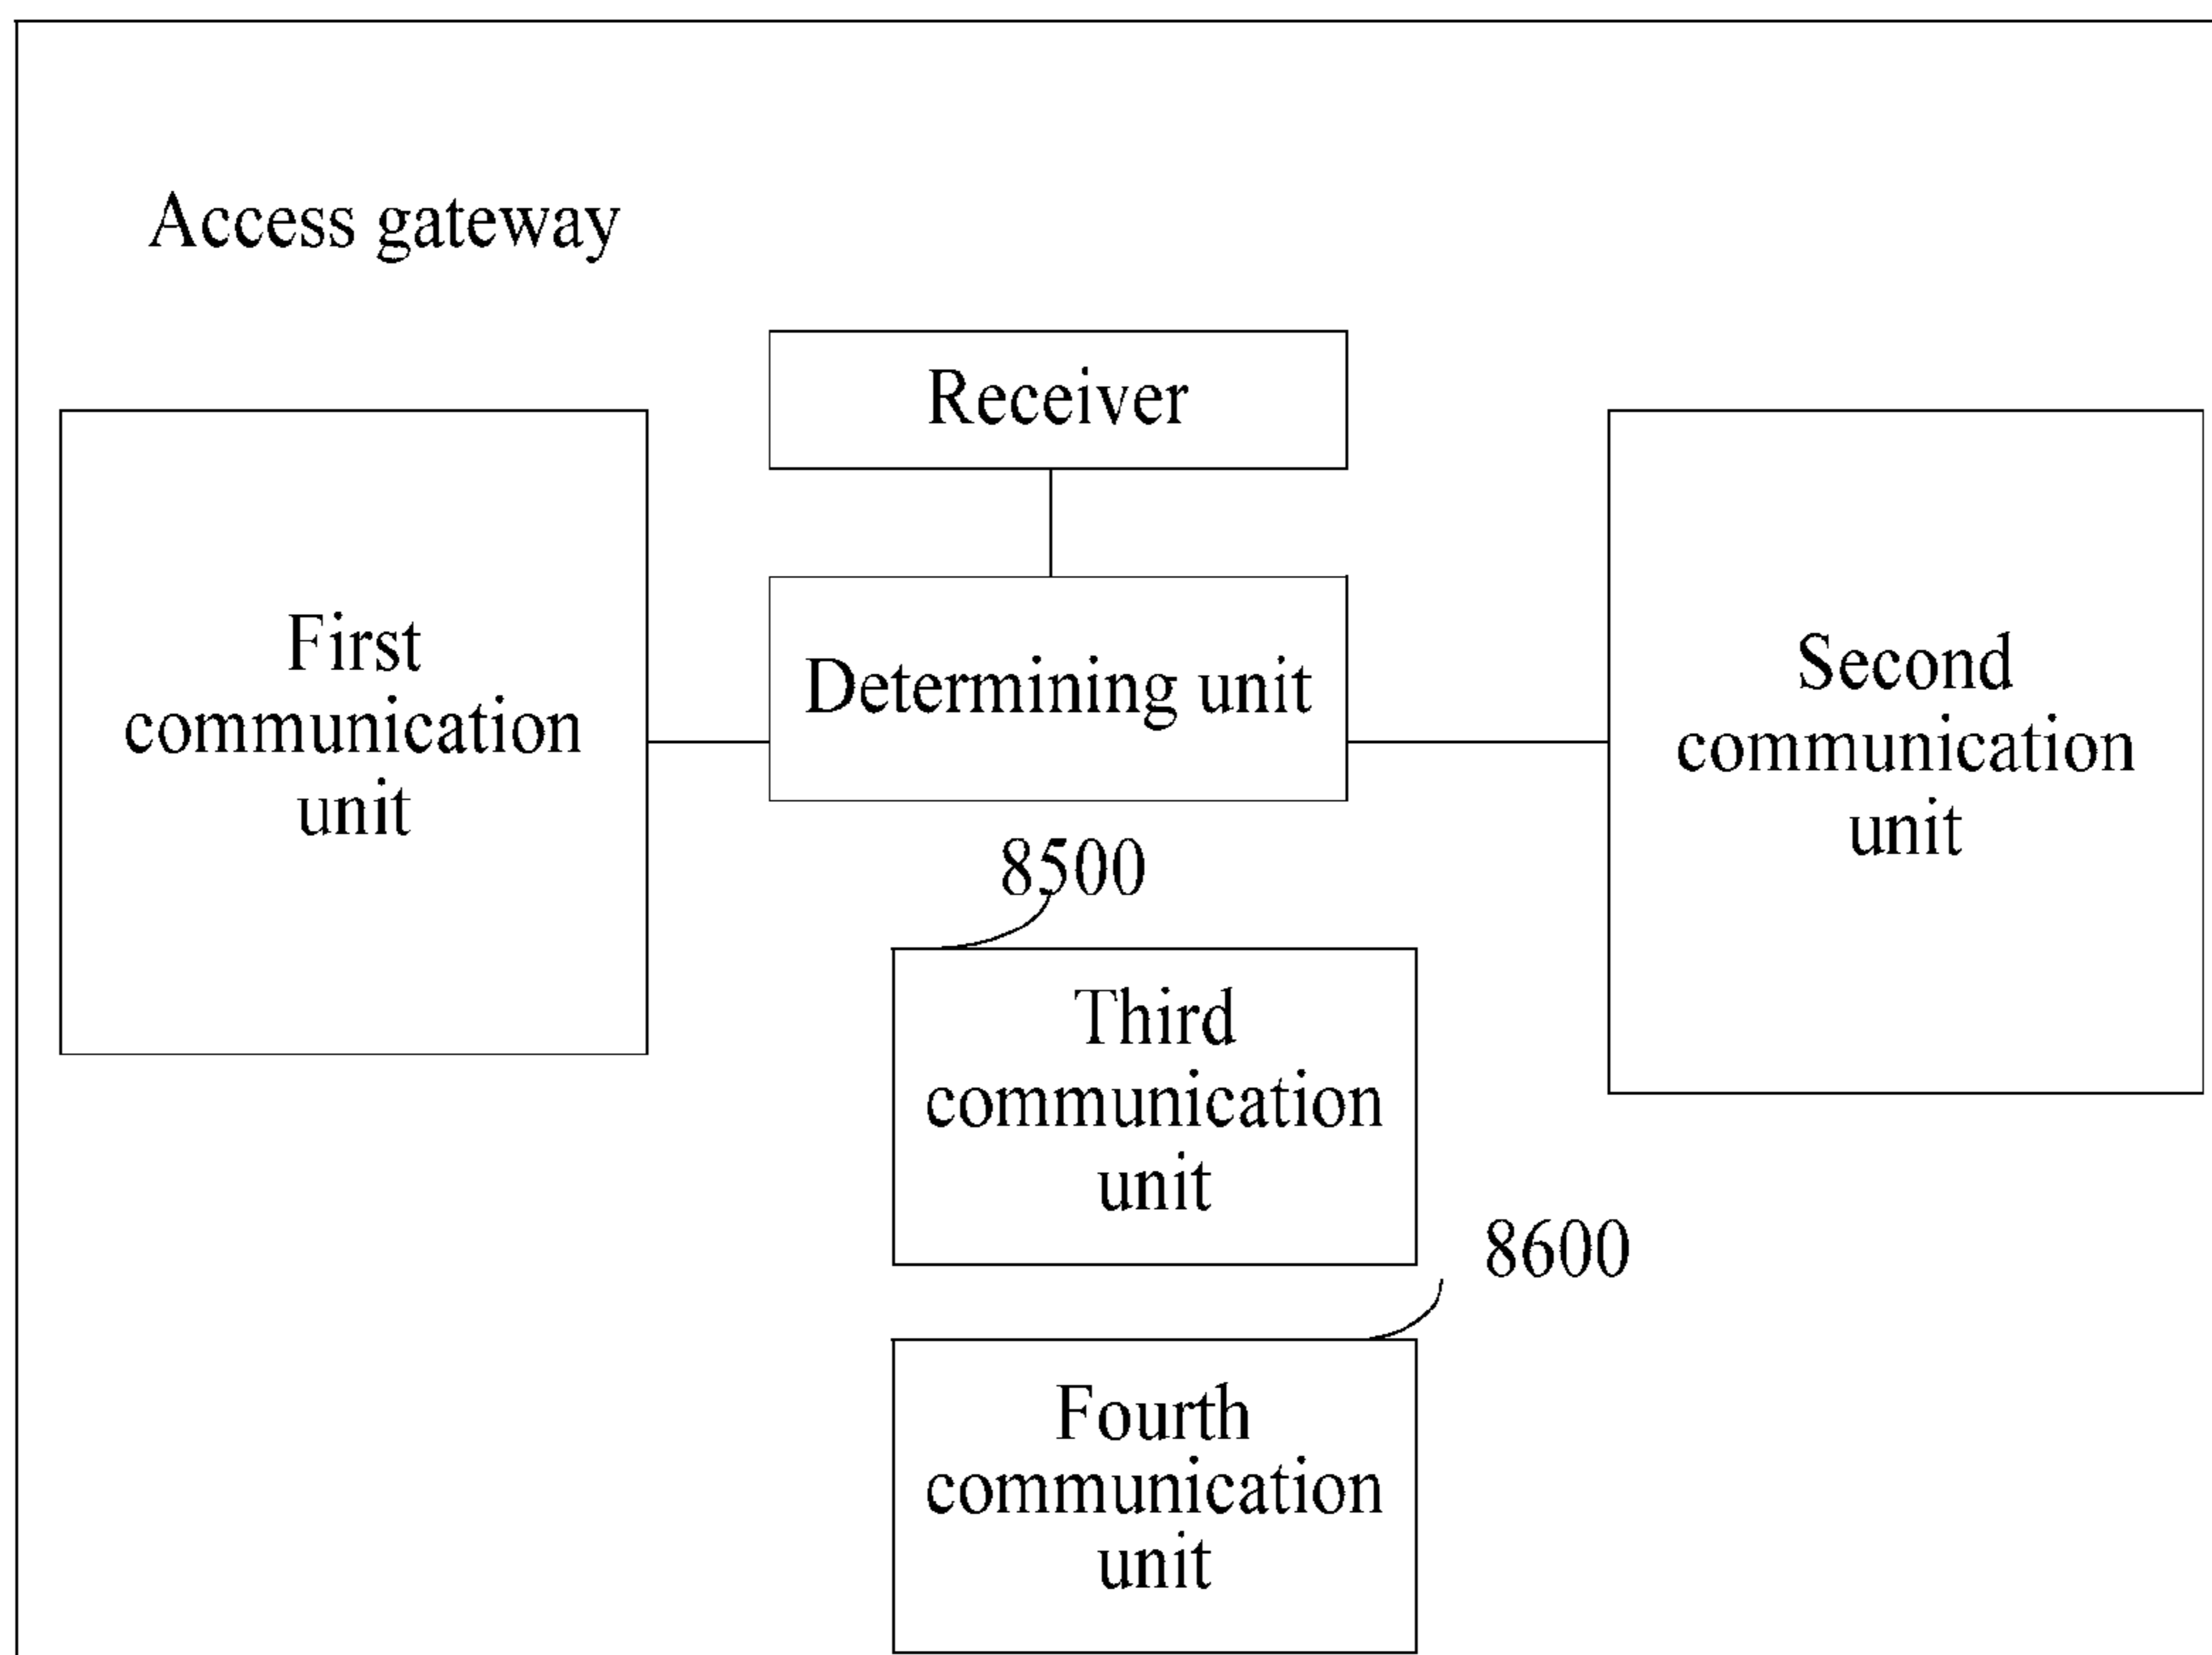 Access gateway
Receiver
First
communication
unit
Determining unit
Second
communication
unit
8500
Third
communication
unit
8600
Fourth
communication
unit